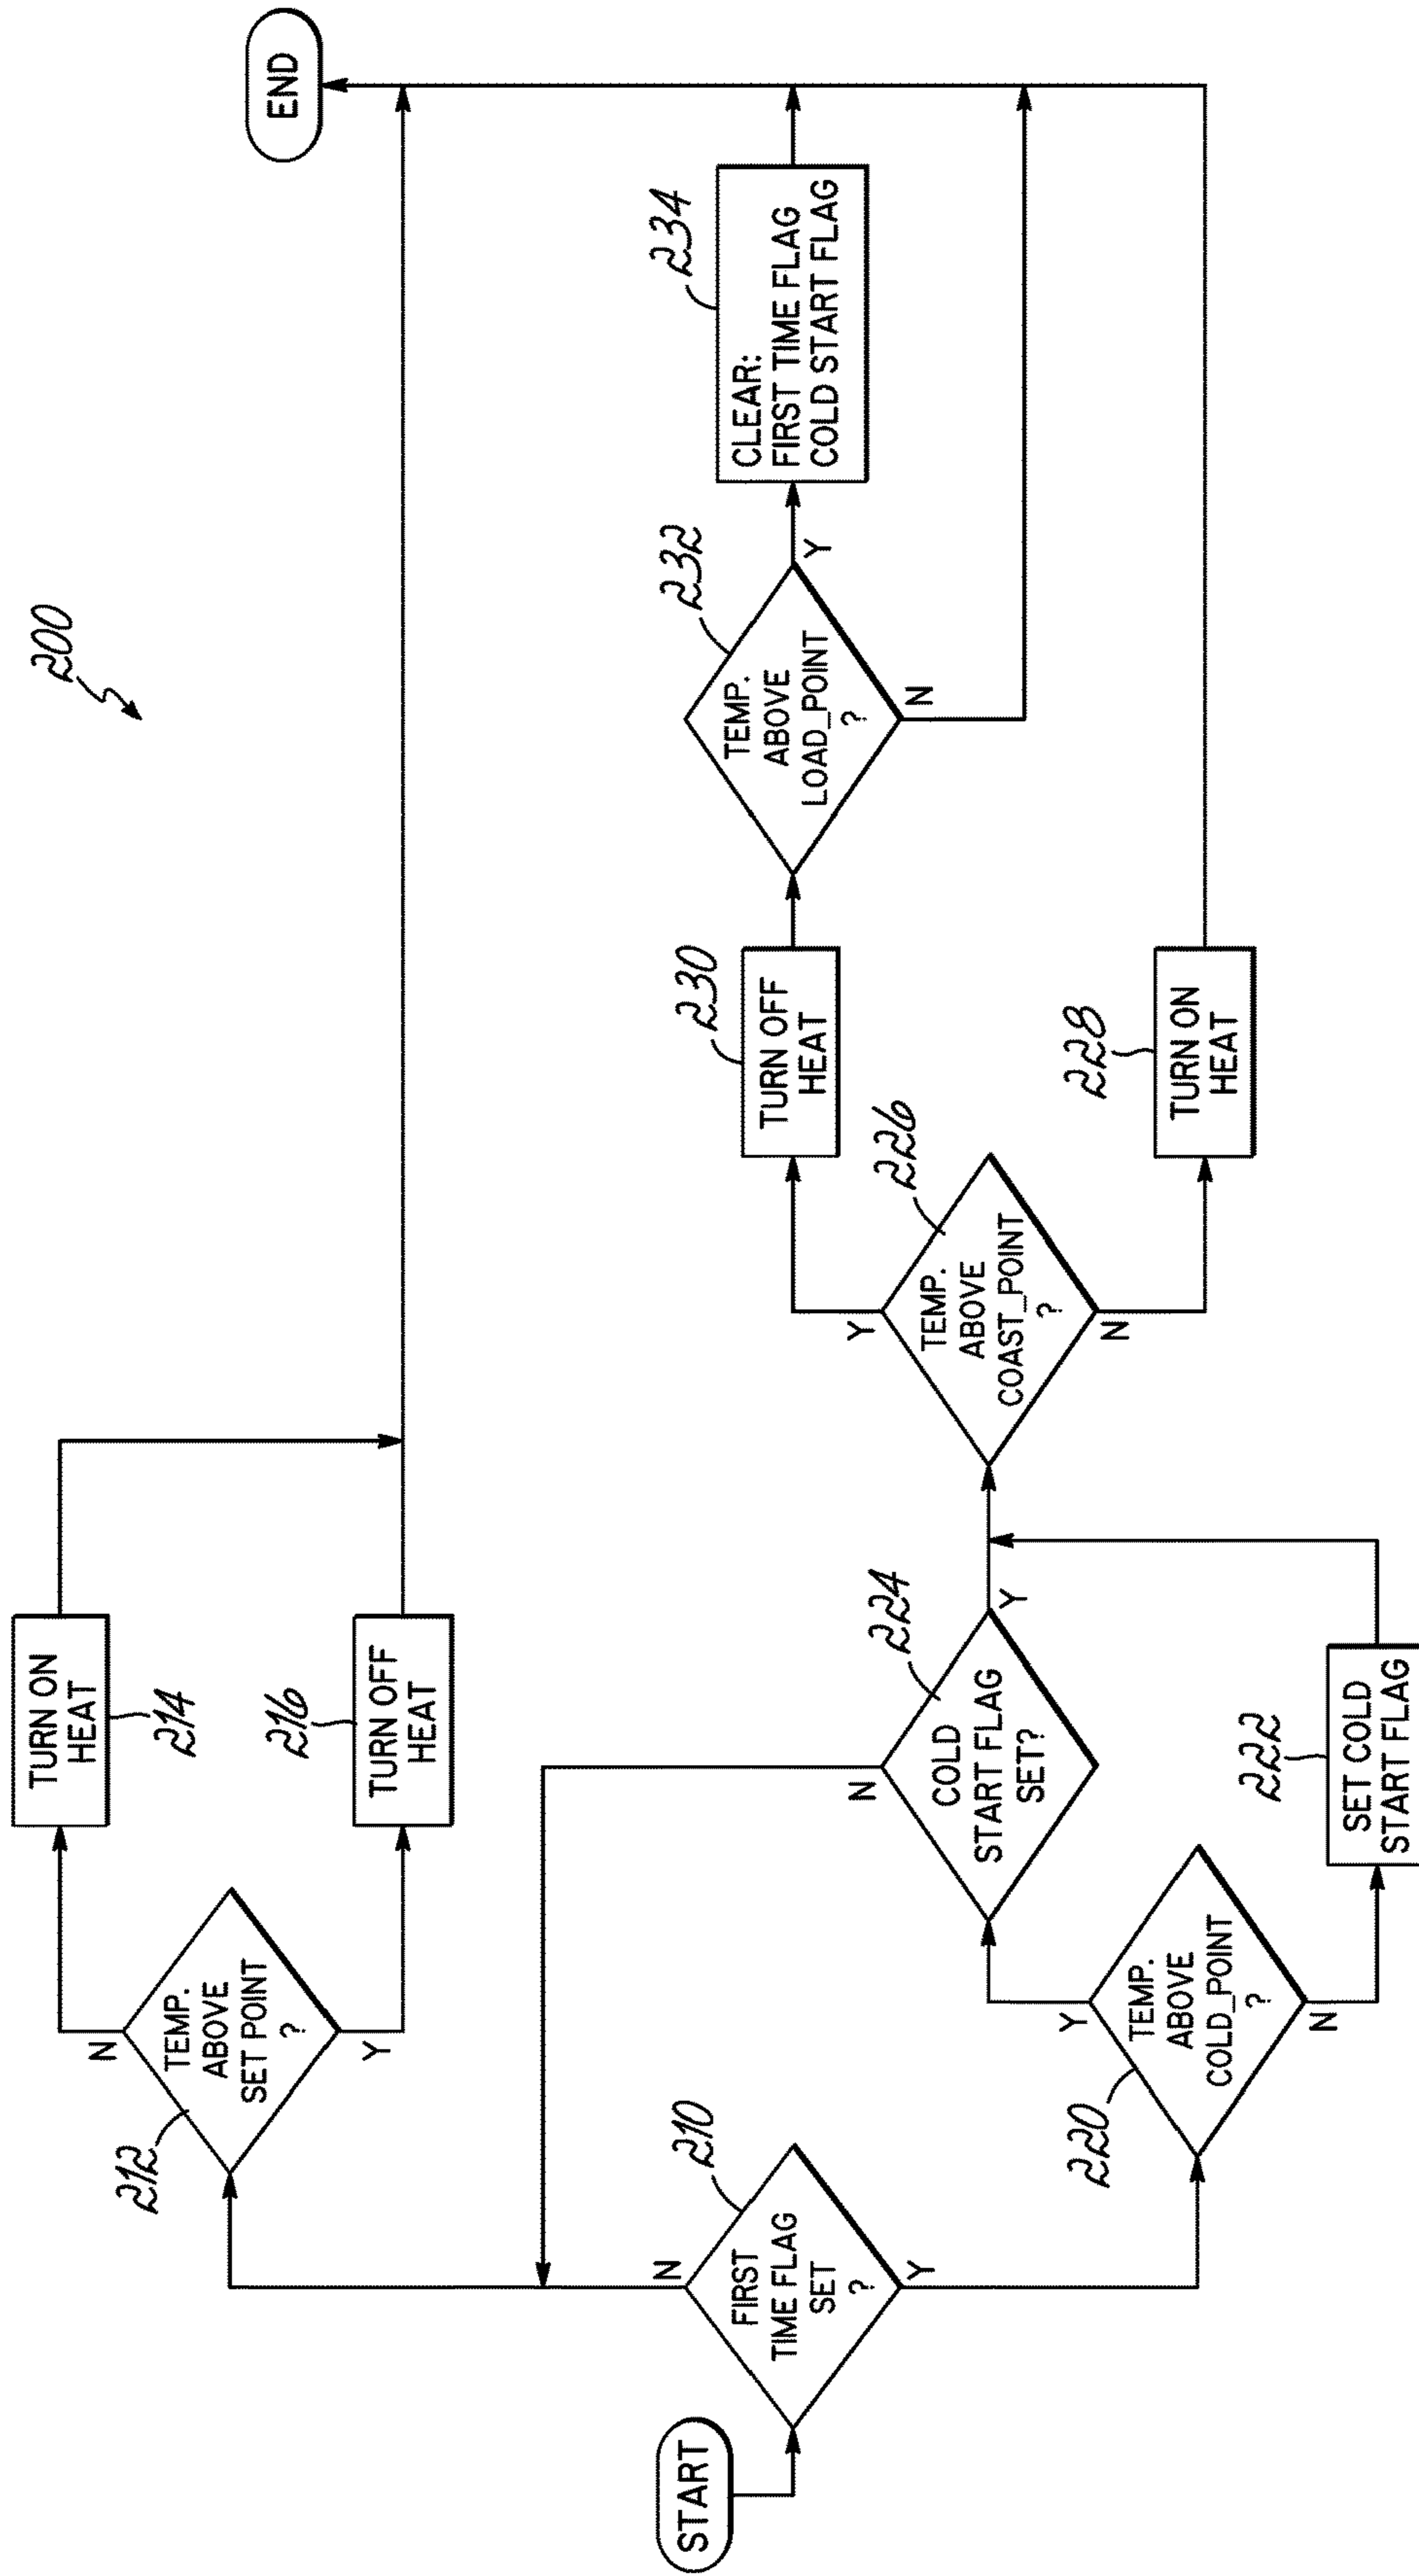 200
START
210
FIRST
TIME FLAG
SET
?
N
Y
212
TEMP.
ABOVE
SET POINT
?
N
Y
TURN ON
HEAT
214
216
TURN OFF
HEAT
220
TEMP.
ABOVE
COLD_POINT
?
Y
N
222
SET COLD
START FLAG
224
COLD
START FLAG
SET?
N
Y
226
TEMP.
ABOVE
COAST_POINT
?
Y
N
228
TURN ON
HEAT
230
TURN OFF
HEAT
232
TEMP.
ABOVE
LOAD_POINT
?
Y
N
234
CLEAR:
FIRST TIME FLAG
COLD START FLAG
END